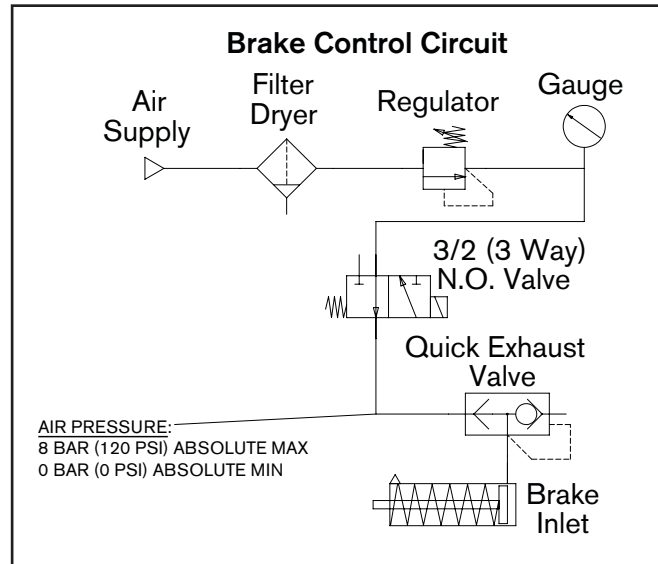 Brake Control Circuit
Air
Supply
Filter
Dryer
Regulator
Gauge
3/2 (3 Way)
N.O. Valve
Quick Exhaust
Valve
AIR PRESSURE:
8 BAR (120 PSI) ABSOLUTE MAX
0 BAR (0 PSI) ABSOLUTE MIN
Brake
Inlet